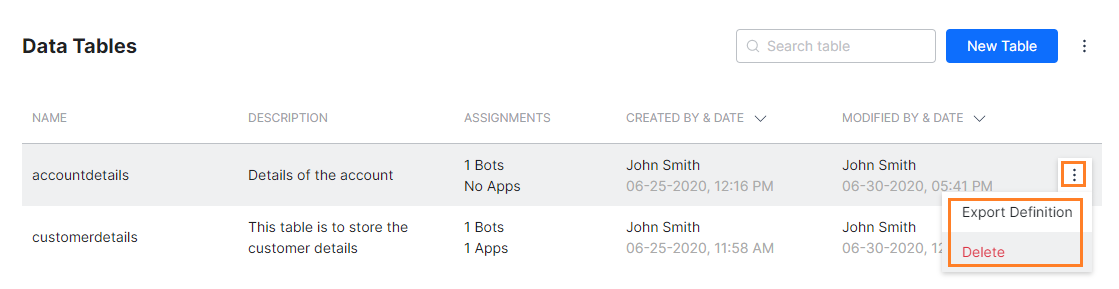 Data Tables
Search table
New Table
NAME DESCRIPTION ASSIGNMENTS CREATED BY & DATE MODIFIED BY & DATE
accountdetails
Details of the account
1 Bots
No Apps
John Smith
06-25-2020, 12:16 PM
John Smith
06-30-2020, 05:41 PM
Export Definition
Delete
customerdetails
This table is to store the
customer details
1 Bots
1 Apps
John Smith
06-25-2020, 11:58 AM
John Smith
06-30-2020, 12